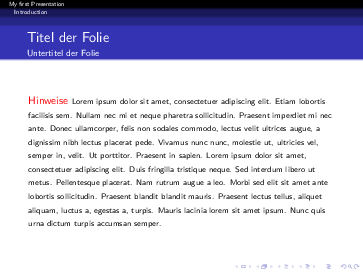 My first Presentation
Introduction
Titel der Folie
Untertitel der Folie
Hinweise Lorem ipsum dolor sit amet, consectetuer adipiscing elit. Etiam lobortis
facilisis sem. Nullam nec mi et neque pharetra sollicitudin. Praesent imperdiet mi nec
ante. Donec ullamcorper, felis non sodales commodo, lectus velit ultrices augue, a
dignissim nibh lectus placerat pede. Vivamus nunc nunc, molestie ut, ultricies vel,
semper in, velit. Ut porttitor. Praesent in sapien. Lorem ipsum dolor sit amet,
consectetuer adipiscing elit. Duis fringilla tristique neque. Sed interdum libero ut
metus. Pellentesque placerat. Nam rutrum augue a leo. Morbi sed elit sit amet ante
lobortis sollicitudin. Praesent blandit blandit mauris. Praesent lectus tellus, aliquet
aliquam, luctus a, egestas a, turpis. Mauris lacinia lorem sit amet ipsum. Nunc quis
urna dictum turpis accumsan semper.